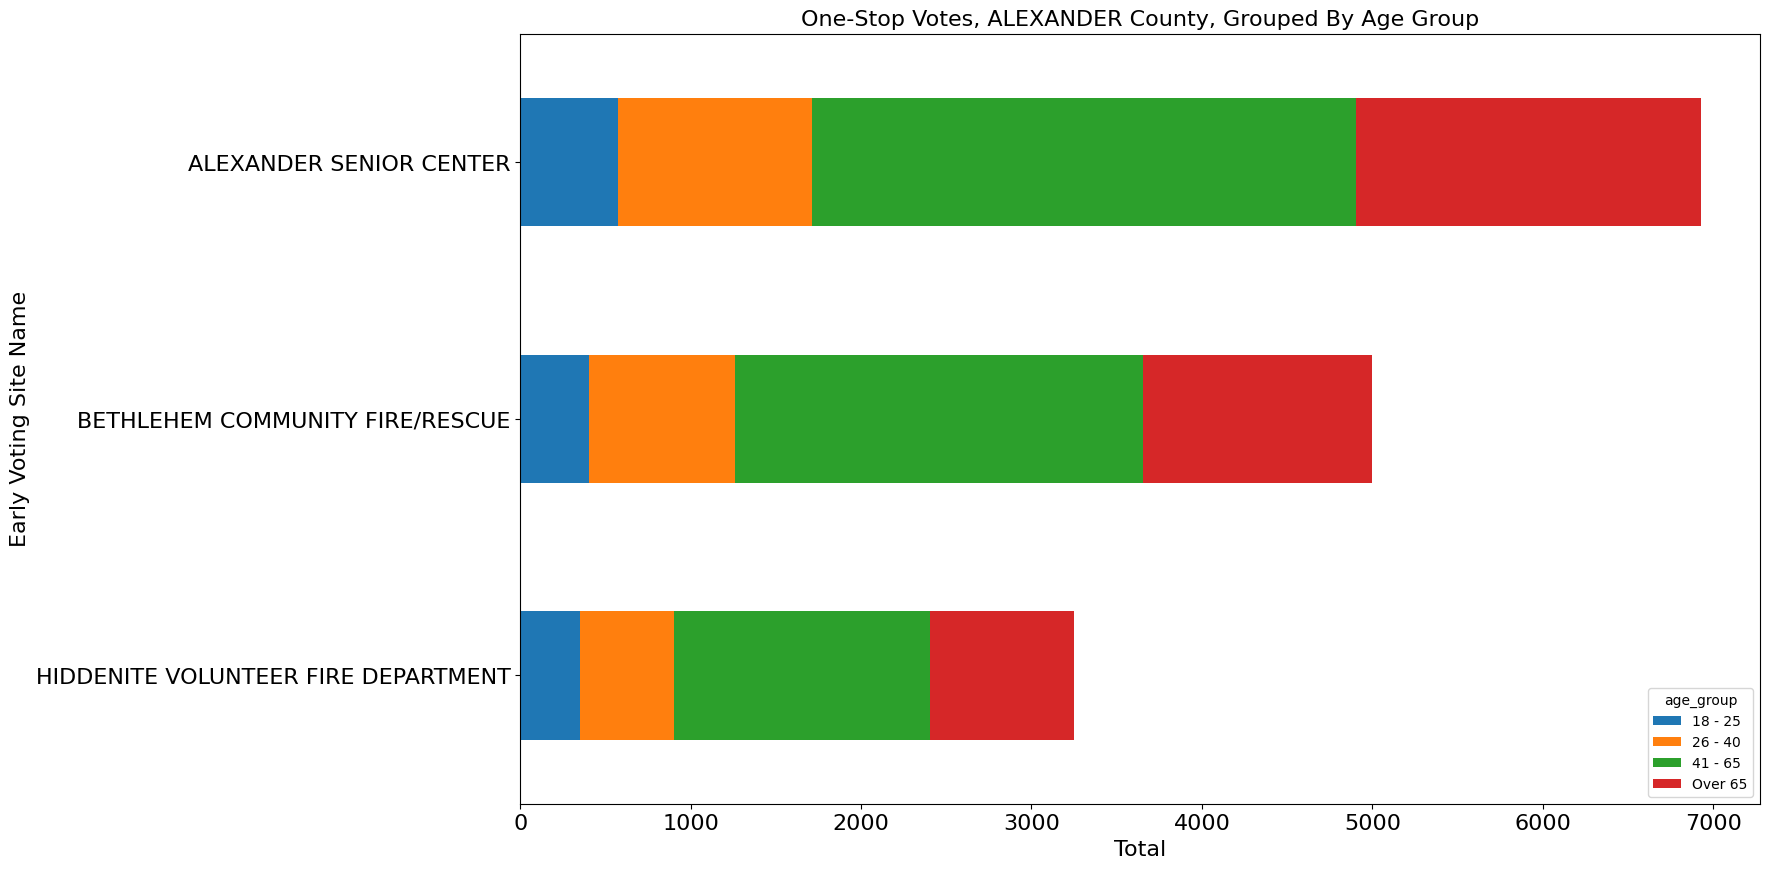 One-Stop Votes, ALEXANDER County, Grouped By Age Group
Early Voting Site Name
ALEXANDER SENIOR CENTER
BETHLEHEM COMMUNITY FIRE/RESCUE
HIDDENITE VOLUNTEER FIRE DEPARTMENT
age_group
18 - 25
26 - 40
41 - 65
Over 65
0 1000 2000 3000 4000 5000 6000 7000
Total